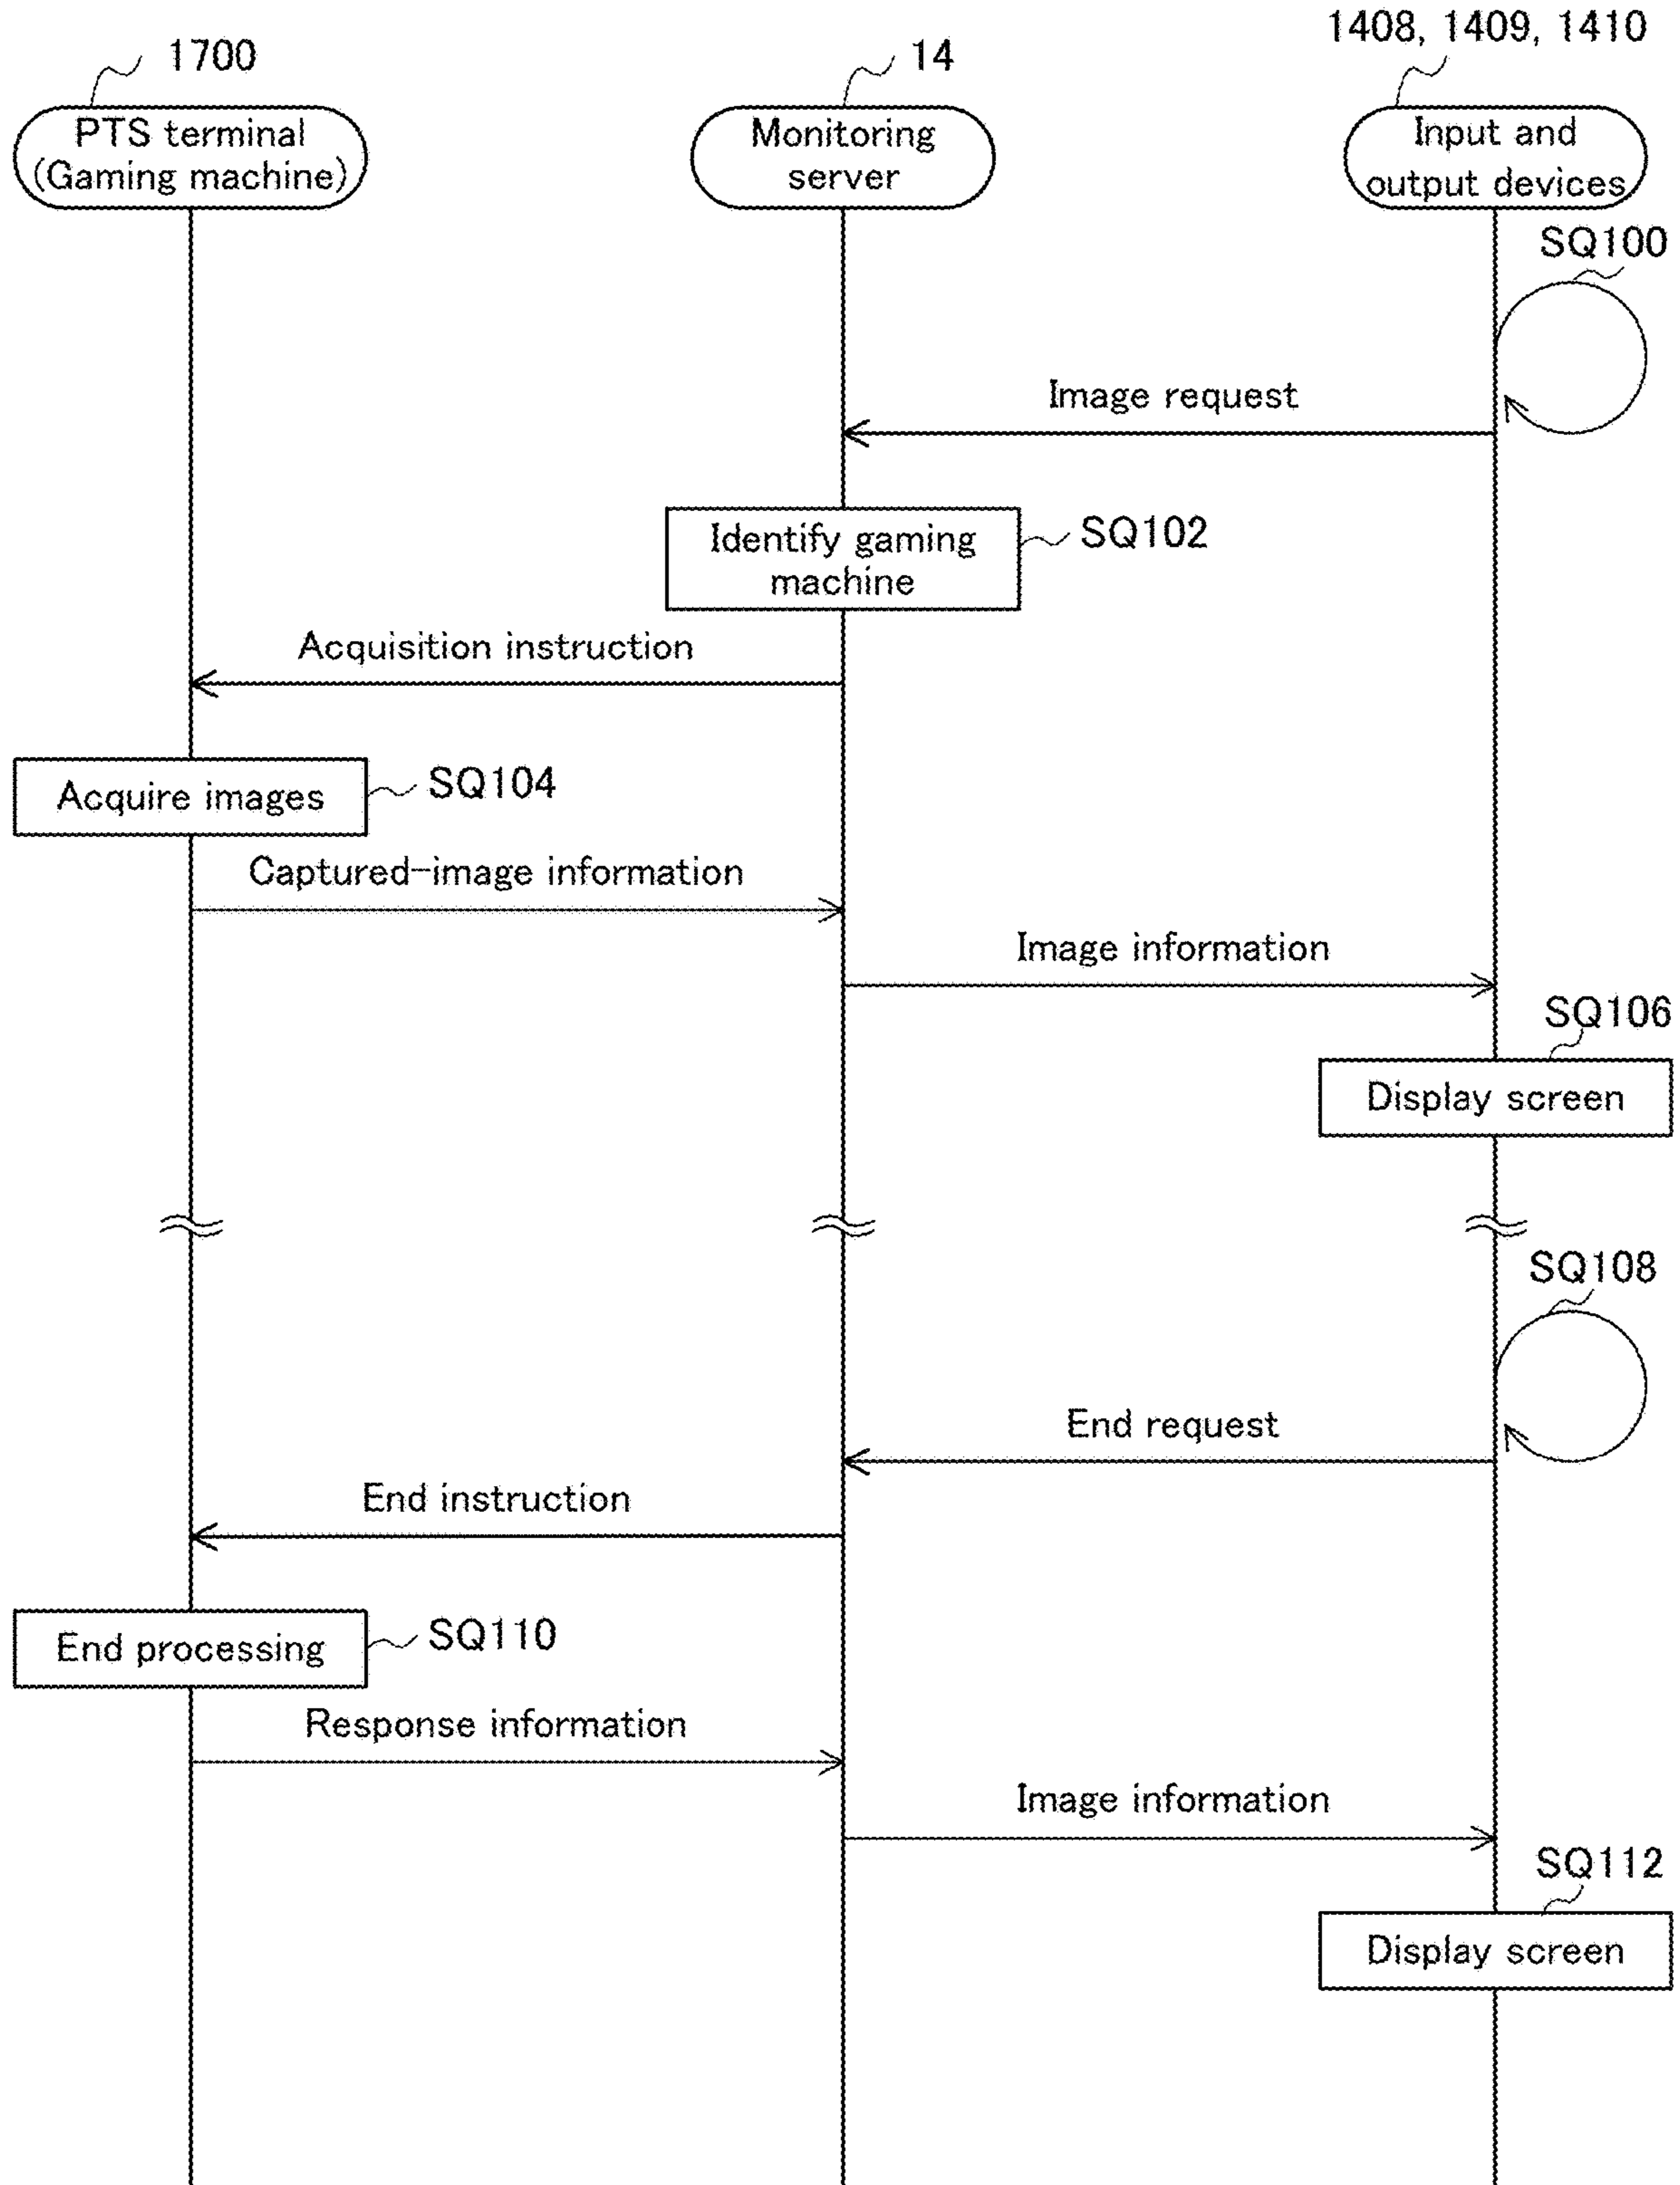 1700
14
1408, 1409, 1410
PTS terminal
(Gaming machine)
Monitoring
server
Input and
output devices
SQ100
Image request
Identify gaming
machine
SQ102
Acquisition instruction
Acquire images
SQ104
Captured-image information
Image information
SQ106
Display screen
SQ108
End request
End instruction
End processing
SQ110
Response information
Image information
SQ112
Display screen